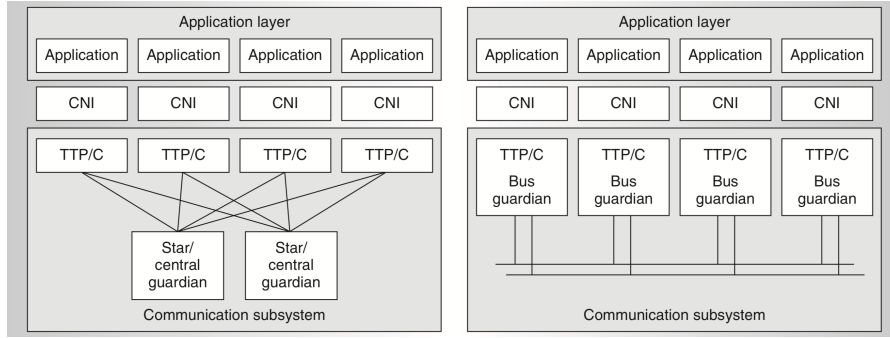 Application layer
Application Application Application Application
CNI CNI CNI CNI
TTP/C TTP/C TTP/C TTP/C
Star/ Star/
central central
guardian guardian
Communication subsystem
Application layer
Application Application Application Application
CNI CNI CNI CNI
TTP/C TTP/C TTP/C TTP/C
Bus Bus Bus Bus
guardian guardian guardian guardian
Communication subsystem